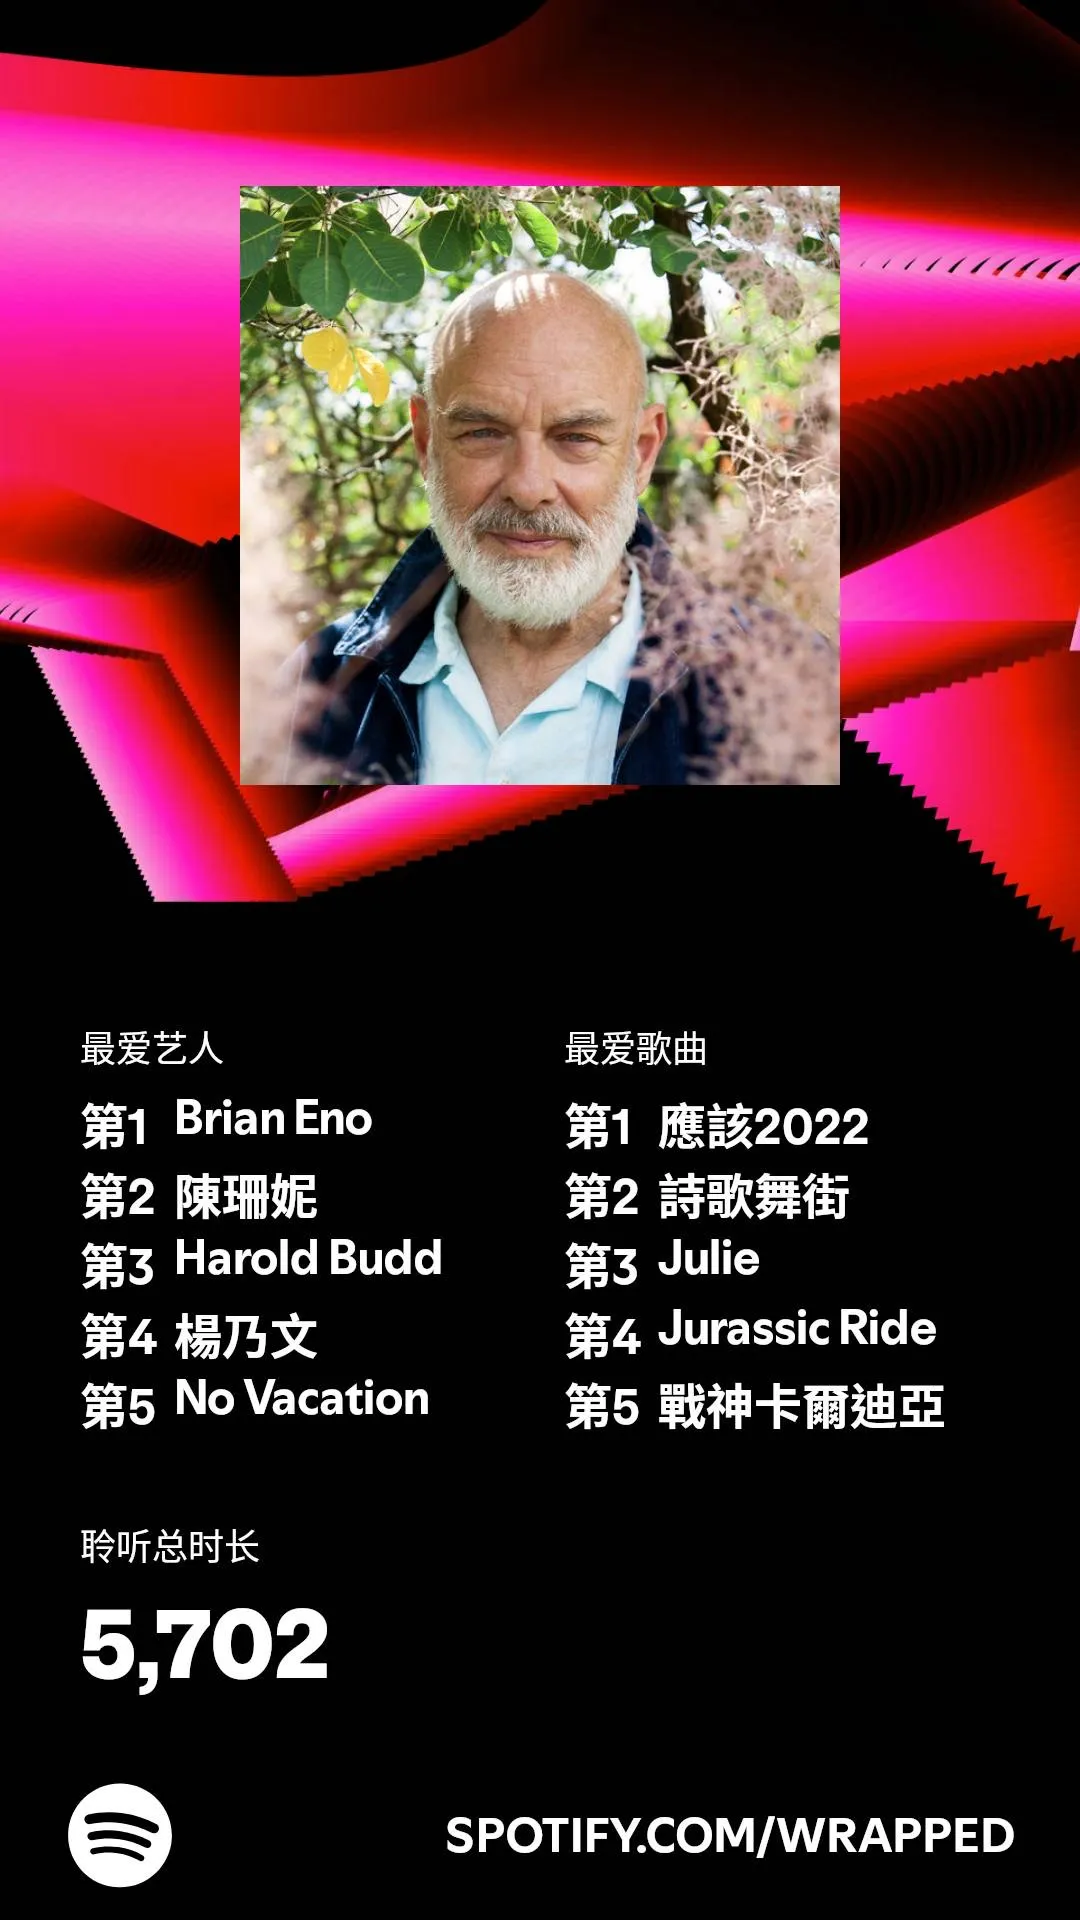 最爱艺人
第1 Brian Eno
第2 陳珊妮
第3 Harold Budd
第4 楊乃文
第5 No Vacation
最爱歌曲
第1 應該2022
第2 詩歌舞街
第3 Julie
第4 Jurassic Ride
第5 戰神卡爾迪亞
聆听总时长
5,702
SPOTIFY.COM/WRAPPED